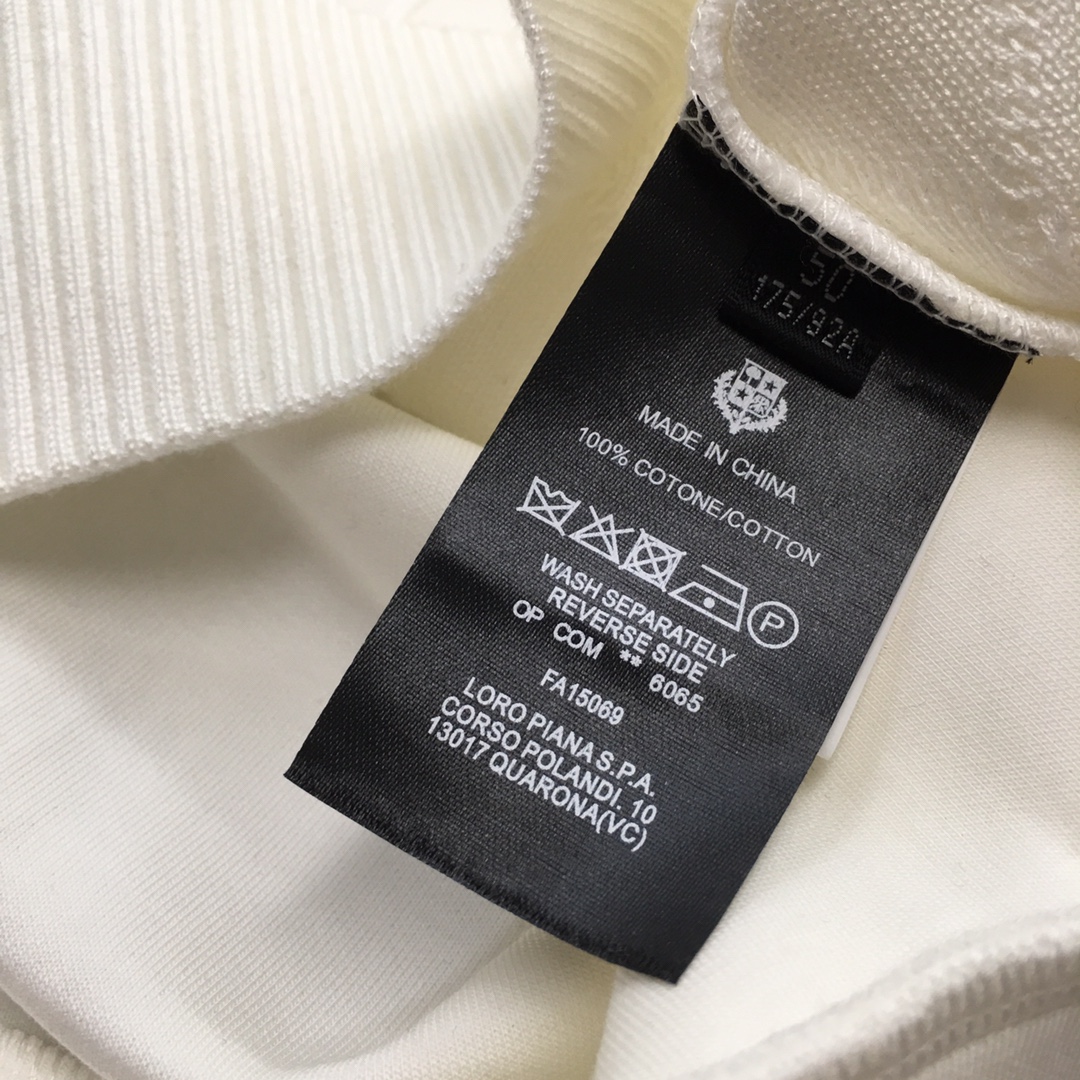 50
175/92A
MADE IN CHINA
100% COTONE/COTTON
P
WASH SEPARATELY
REVERSE SIDE
OP COM ** 6065
FA15069
LORO PIANA S.P.A.
CORSO POLANDI. 10
13017 QUARONA(VC)